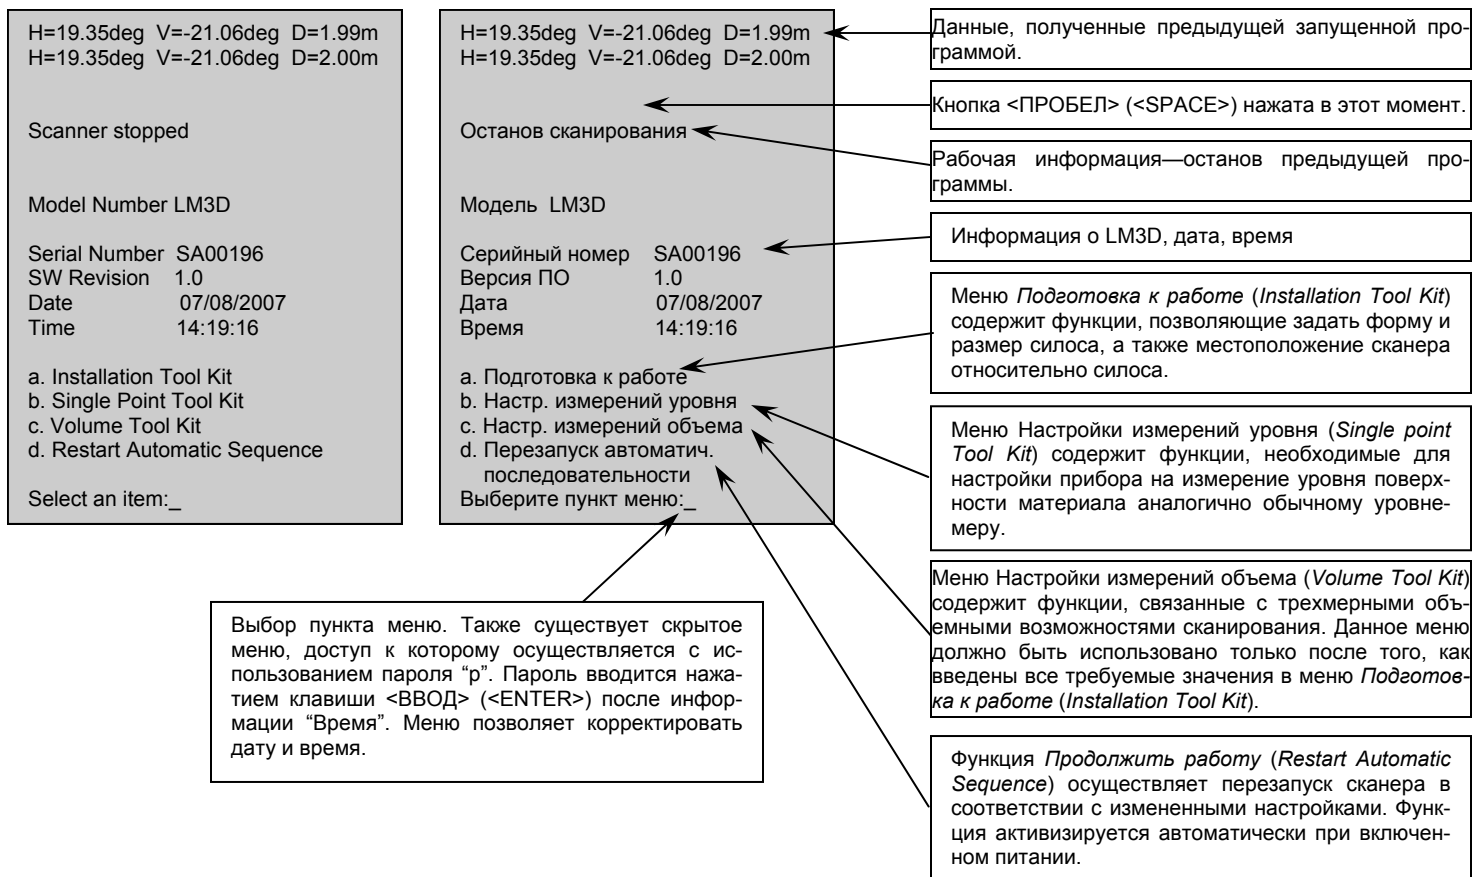 H=19.35deg V=-21.06deg D=1.99m
H=19.35deg V=-21.06deg D=2.00m
Scanner stopped
Model Number LM3D
Serial Number SA00196
SW Revision 1.0
Date 07/08/2007
Time 14:19:16
a. Installation Tool Kit
b. Single Point Tool Kit
c. Volume Tool Kit
d. Restart Automatic Sequence
Select an item:_
H=19.35deg V=-21.06deg D=1.99m
H=19.35deg V=-21.06deg D=2.00m
Останов сканирования
Модель LM3D
Серийный номер SA00196
Версия ПО 1.0
Дата 07/08/2007
Время 14:19:16
a. Подготовка к работе
b. Настр. измерений уровня
c. Настр. измерений объема
d. Перезапуск автоматич.
последовательности
Выберите пункт меню:_
Данные, полученные предыдущей запущенной про-
граммой.
Кнопка <ПРОБЕЛ> (<SPACE>) нажата в этот момент.
Рабочая информация—останов предыдущей про-
граммы.
Информация о LM3D, дата, время
Меню Подготовка к работе (Installation Tool Kit)
содержит функции, позволяющие задать форму и
размер силоса, а также местоположение сканера
относительно силоса.
Меню Настройки измерений уровня (Single point
Tool Kit) содержит функции, необходимые для
настройки прибора на измерение уровня поверх-
ности материала аналогично обычному уровне-
меру.
Меню Настройки измерений объема (Volume Tool Kit)
содержит функции, связанные с трехмерными объ-
емными возможностями сканирования. Данное меню
должно быть использовано только после того, как
введены все требуемые значения в меню Подготов-
ка к работе (Installation Tool Kit).
Функция Продолжить работу (Restart Automatic
Sequence) осуществляет перезапуск сканера в
соответствии с измененными настройками. Функ-
ция активизируется автоматически при включен-
ном питании.
Выбор пункта меню. Также существует скрытое
меню, доступ к которому осуществляется с ис-
пользованием пароля “p”. Пароль вводится нажа-
тием клавиши <ВВОД> (<ENTER>) после инфор-
мации “Время”. Меню позволяет корректировать
дату и время.